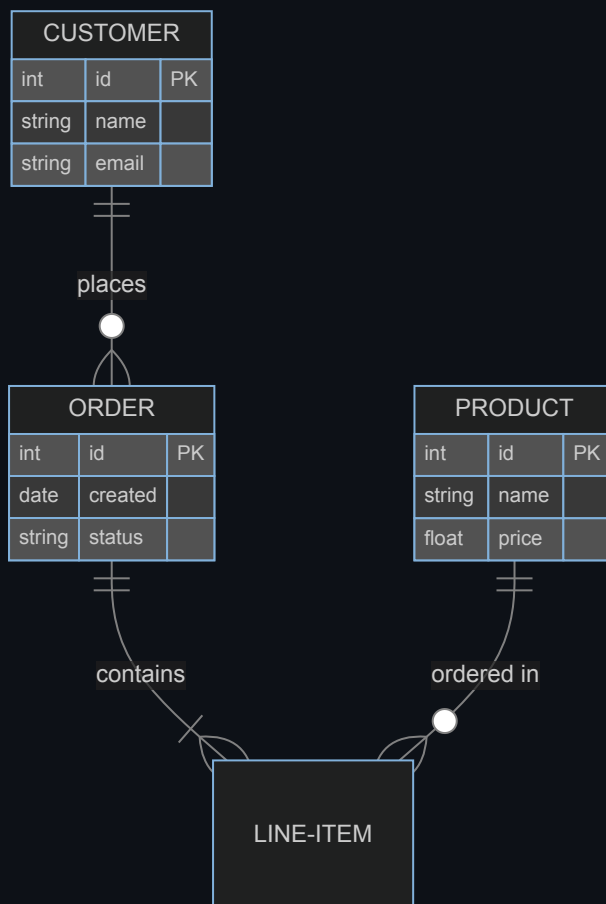 CUSTOMER
int id PK
string name
string email
places
ORDER
int id PK
date created
string status
PRODUCT
int id PK
string name
float price
contains
ordered in
LINE-ITEM